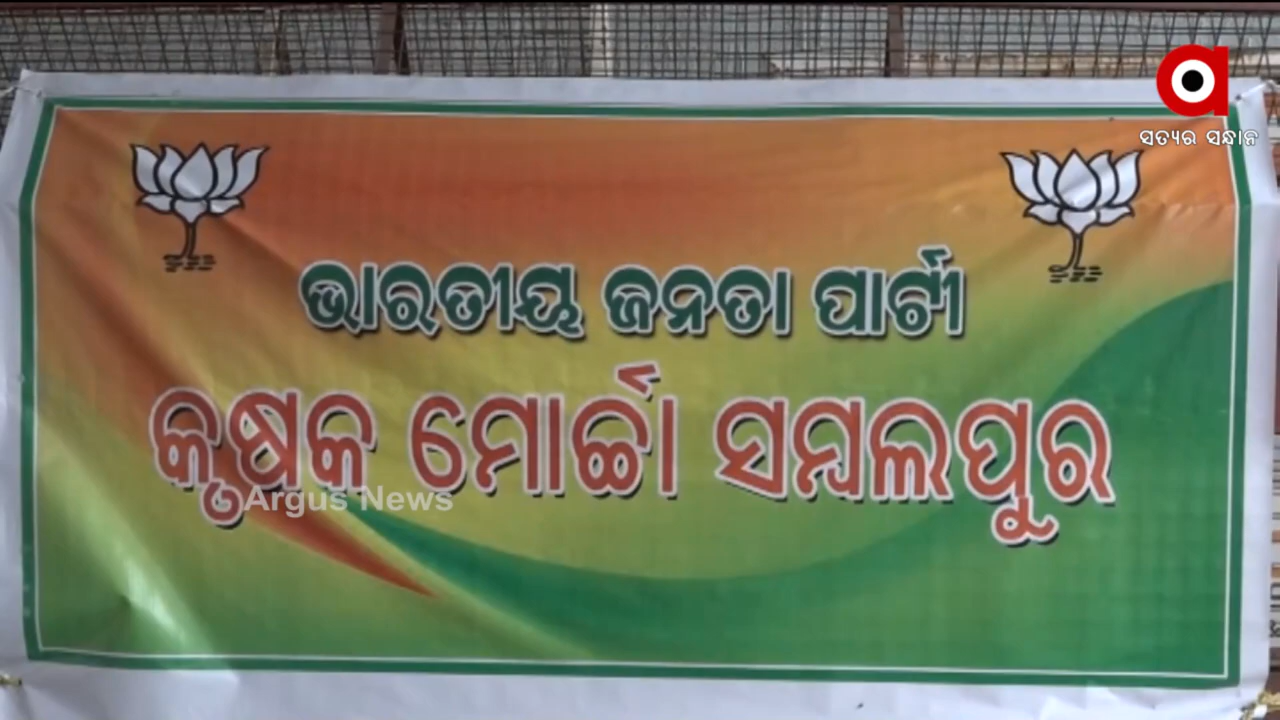 ସତ୍ୟର ସନ୍ଧାନ
ଭାରତୀୟ ଜନତା ପାର୍ଟୀ
କୃଷକ ମୋର୍ଚ୍ଚା ସମ୍ବଲପୁର
Argus News